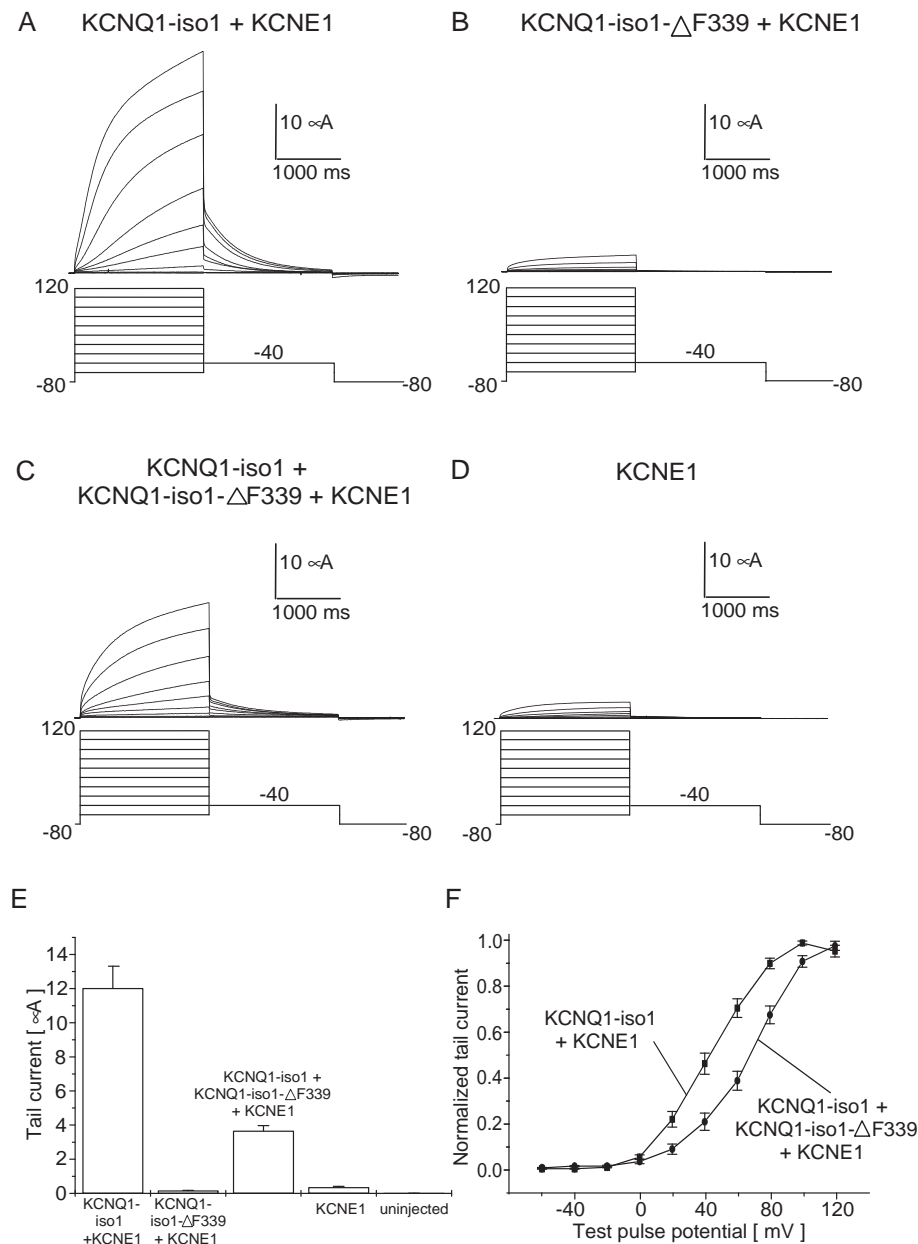 A
KCNQ1-iso1 + KCNE1
10 ∝A
1000 ms
120
-40
-80
-80
B
KCNQ1-iso1-△F339 + KCNE1
10 ∝A
1000 ms
120
-40
-80
-80
C
KCNQ1-iso1 +
KCNQ1-iso1-△F339 + KCNE1
10 ∝A
1000 ms
120
-40
-80
-80
D
KCNE1
10 ∝A
1000 ms
120
-40
-80
-80
E
Tail current [ ∝A ]
14
12
10
8
6
4
2
0
KCNQ1-
iso1
+KCNE1
KCNQ1-
iso1-ΔF339
+ KCNE1
KCNQ1-iso1 +
KCNQ1-iso1-ΔF339
+ KCNE1
KCNE1
uninjected
F
Normalized tail current
1.0
0.8
0.6
0.4
0.2
0.0
KCNQ1-iso1
+ KCNE1
KCNQ1-iso1 +
KCNQ1-iso1-△F339
+ KCNE1
-40 0 40 80 120
Test pulse potential [ mV ]